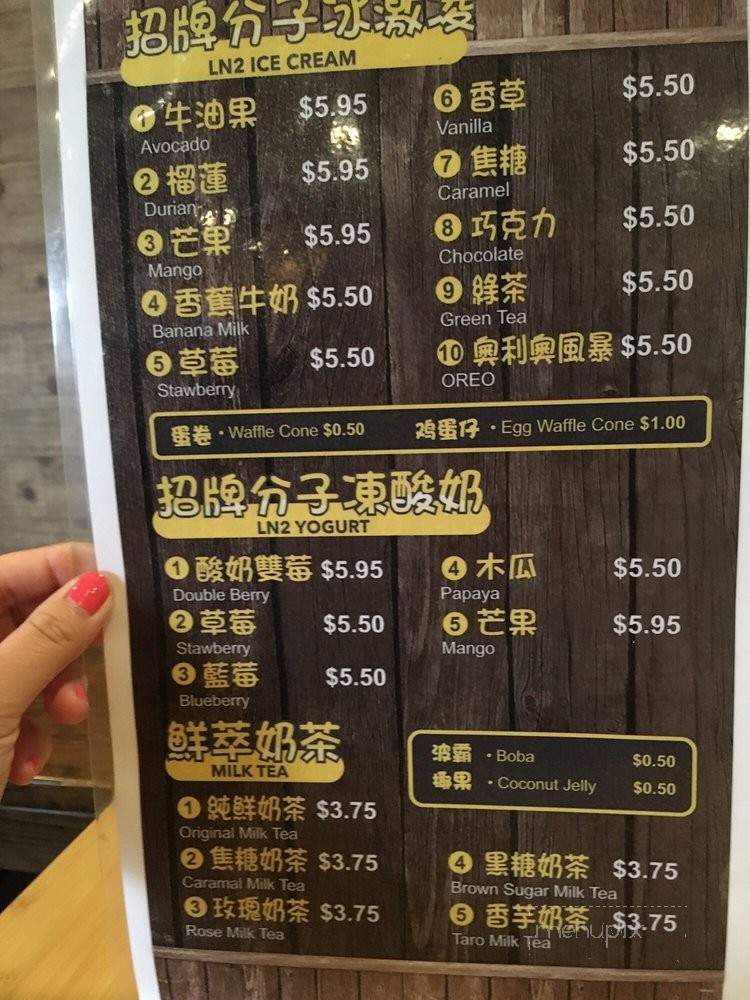 招牌分子冰激凌
LN2 ICE CREAM
1 牛油果 $5.95
Avocado
2 榴蓮 $5.95
Durian
3 芒果 $5.95
Mango
4 香蕉牛奶 $5.50
Banana Milk
5 草莓 $5.50
Stawberry
6 香草 $5.50
Vanilla
7 焦糖 $5.50
Caramel
8 巧克力 $5.50
Chocolate
9 綠茶 $5.50
Green Tea
10 奧利奧風暴 $5.50
OREO
蛋卷 • Waffle Cone $0.50 鸡蛋仔 • Egg Waffle Cone $1.00
招牌分子凍酸奶
LN2 YOGURT
1 酸奶雙莓 $5.95
Double Berry
2 草莓 $5.50
Stawberry
3 藍莓 $5.50
Blueberry
4 木瓜 $5.50
Papaya
5 芒果 $5.95
Mango
鮮萃奶茶
MILK TEA
波霸 • Boba $0.50
椰果 • Coconut Jelly $0.50
1 純鮮奶茶 $3.75
Original Milk Tea
2 焦糖奶茶 $3.75
Caramal Milk Tea
3 玫瑰奶茶 $3.75
Rose Milk Tea
4 黑糖奶茶 $3.75
Brown Sugar Milk Tea
5 香芋奶茶 $3.75
Taro Milk Tea
menupix